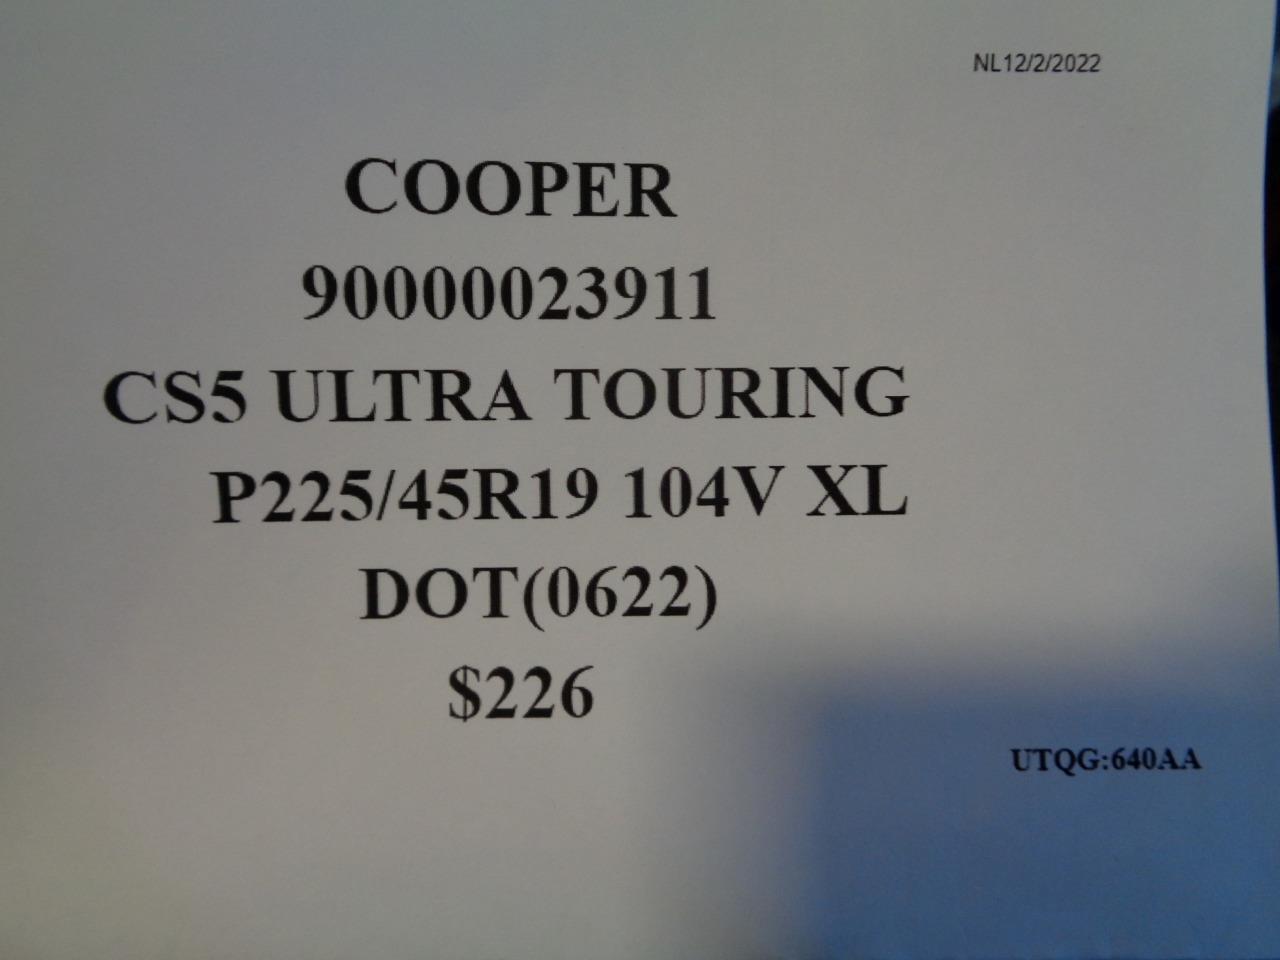 NL12/2/2022
COOPER
90000023911
CS5 ULTRA TOURING
P225/45R19 104V XL
DOT(0622)
$226
UTQG:640AA